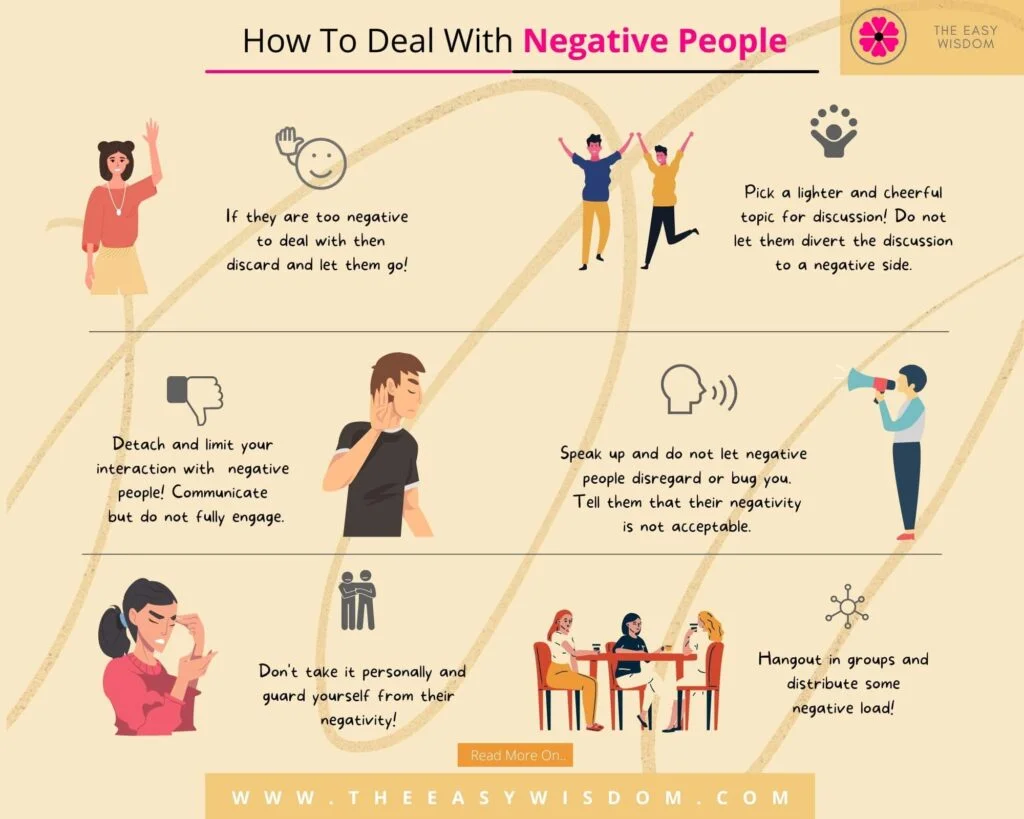 How To Deal With Negative People
THE EASY
WISDOM
If they are too negative
to deal with then
discard and let them go!
Pick a lighter and cheerful
topic for discussion! Do not
let them divert the discussion
to a negative side.
Detach and limit your
interaction with negative
people! Communicate
but do not fully engage.
Speak up and do not let negative
people disregard or bug you.
Tell them that their negativity
is not acceptable.
Don't take it personally and
guard yourself from their
negativity!
Hangout in groups and
distribute some
negative load!
Read More On..
WWW.THEEASYWISDOM.COM